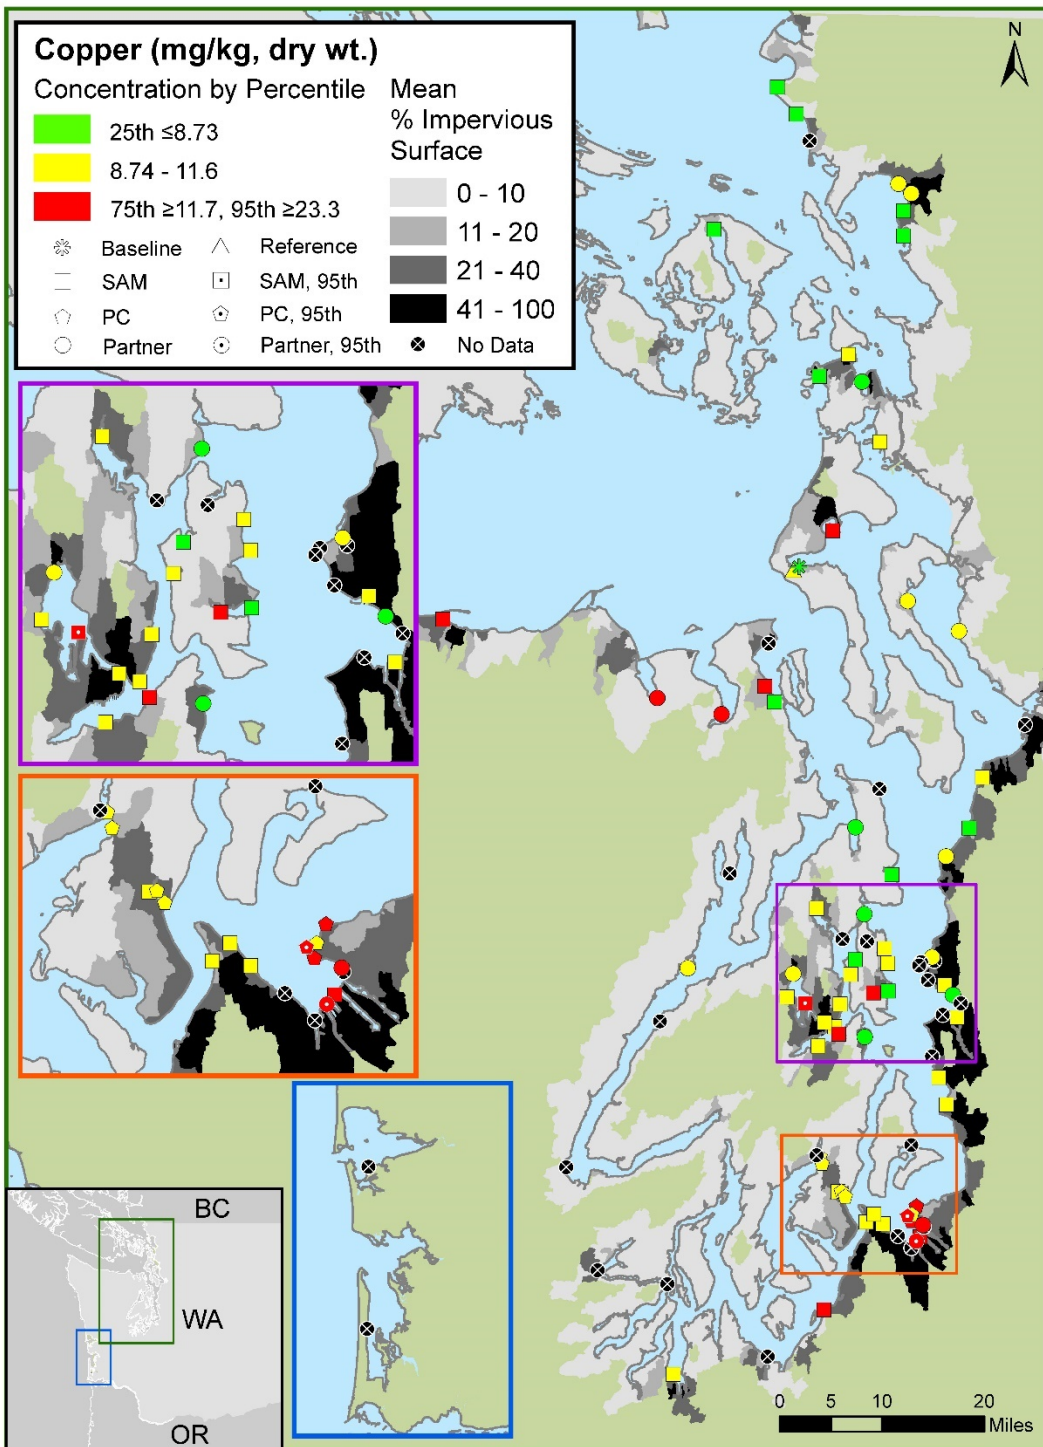 Copper (mg/kg, dry wt.)
Concentration by Percentile
25th ≤8.73
8.74 - 11.6
75th ≥11.7, 95th ≥23.3
Baseline
Reference
SAM
SAM, 95th
PC
PC, 95th
Partner
Partner, 95th
No Data
Mean
% Impervious
Surface
0 - 10
11 - 20
21 - 40
41 - 100
N
BC
WA
OR
0 5 10 20
Miles